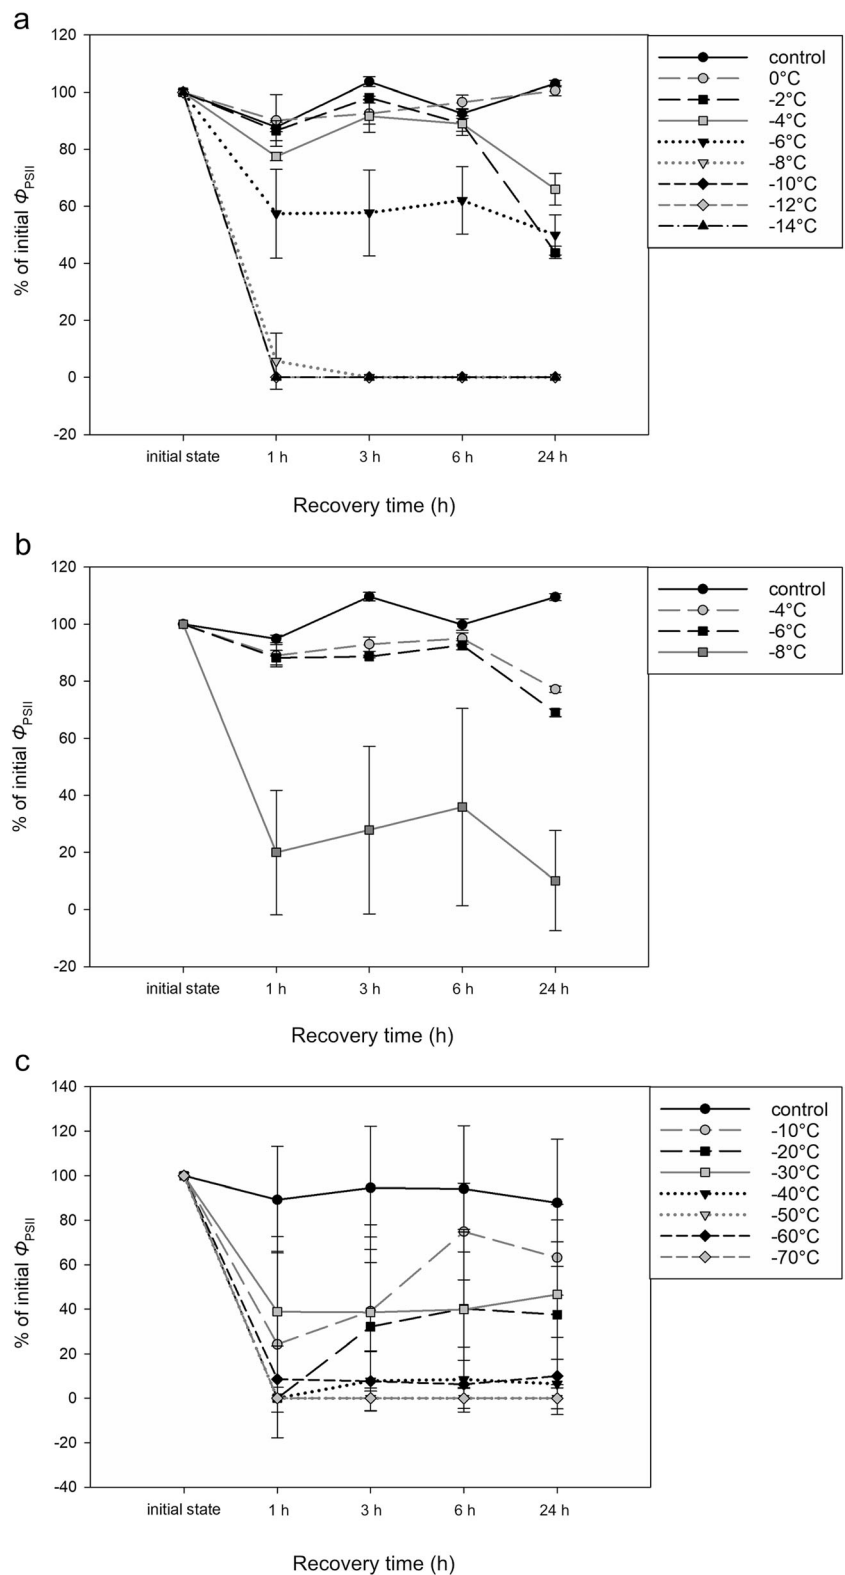 a
120
100
80
60
40
20
0
-20
% of initial ΦPSII
initial state 1 h 3 h 6 h 24 h
Recovery time (h)
control
0°C
-2°C
-4°C
-6°C
-8°C
-10°C
-12°C
-14°C
b
120
100
80
60
40
20
0
-20
% of initial ΦPSII
initial state 1 h 3 h 6 h 24 h
Recovery time (h)
control
-4°C
-6°C
-8°C
c
140
120
100
80
60
40
20
0
-20
-40
% of initial ΦPSII
initial state 1 h 3 h 6 h 24 h
Recovery time (h)
control
-10°C
-20°C
-30°C
-40°C
-50°C
-60°C
-70°C